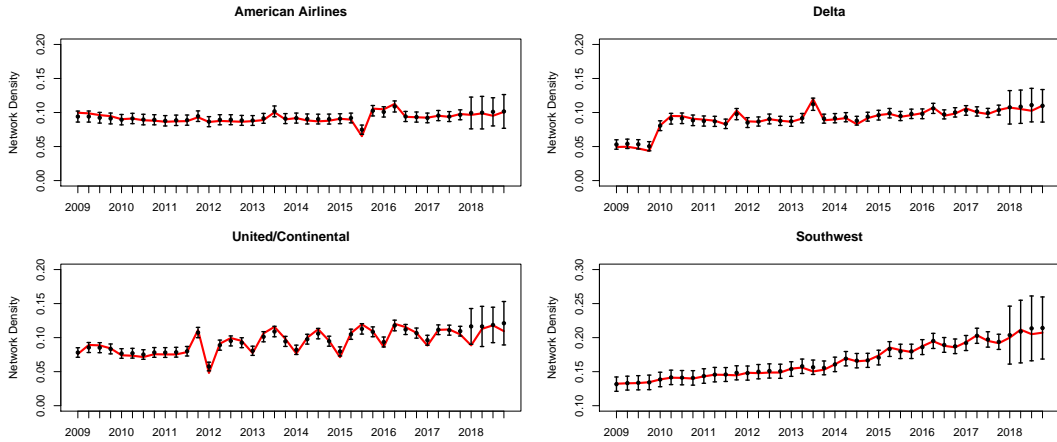 American Airlines
Network Density
0.00 0.05 0.10 0.15 0.20
2009 2010 2011 2012 2013 2014 2015 2016 2017 2018
Delta
Network Density
0.00 0.05 0.10 0.15 0.20
2009 2010 2011 2012 2013 2014 2015 2016 2017 2018
United/Continental
Network Density
0.00 0.05 0.10 0.15 0.20
2009 2010 2011 2012 2013 2014 2015 2016 2017 2018
Southwest
Network Density
0.10 0.15 0.20 0.25 0.30
2009 2010 2011 2012 2013 2014 2015 2016 2017 2018